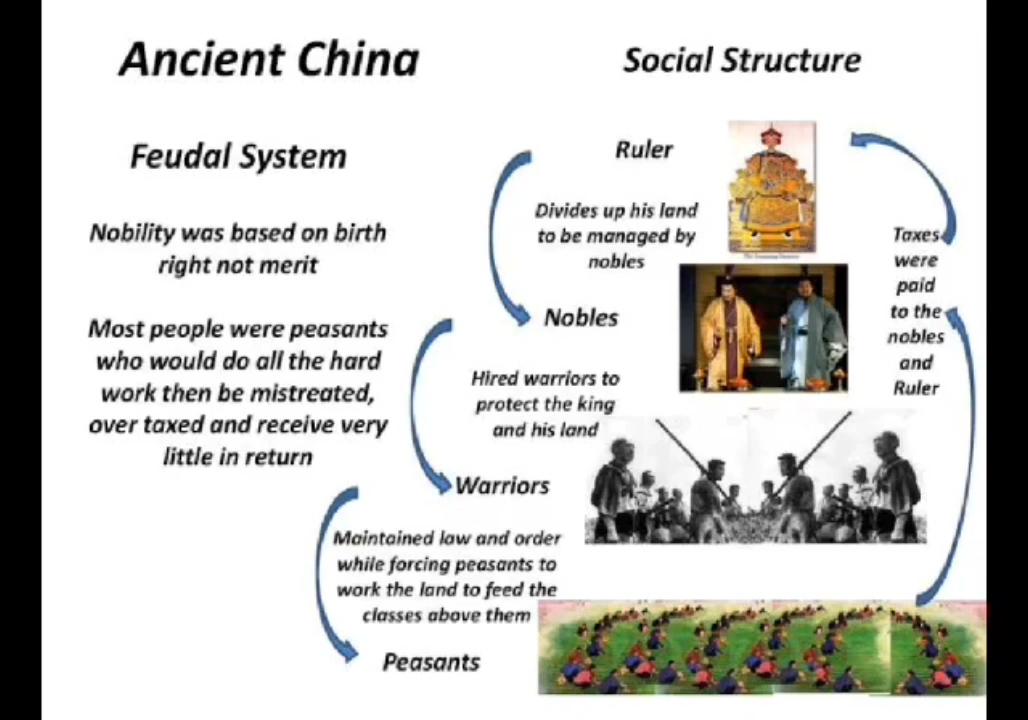 Ancient China
Social Structure
Feudal System
Nobility was based on birth
right not merit
Most people were peasants
who would do all the hard
work then be mistreated,
over taxed and receive very
little in return
Ruler
Divides up his land
to be managed by
nobles
Nobles
Hired warriors to
protect the king
and his land
Warriors
Maintained law and order
while forcing peasants to
work the land to feed the
classes above them
Peasants
Taxes
were
paid
to the
nobles
and
Ruler